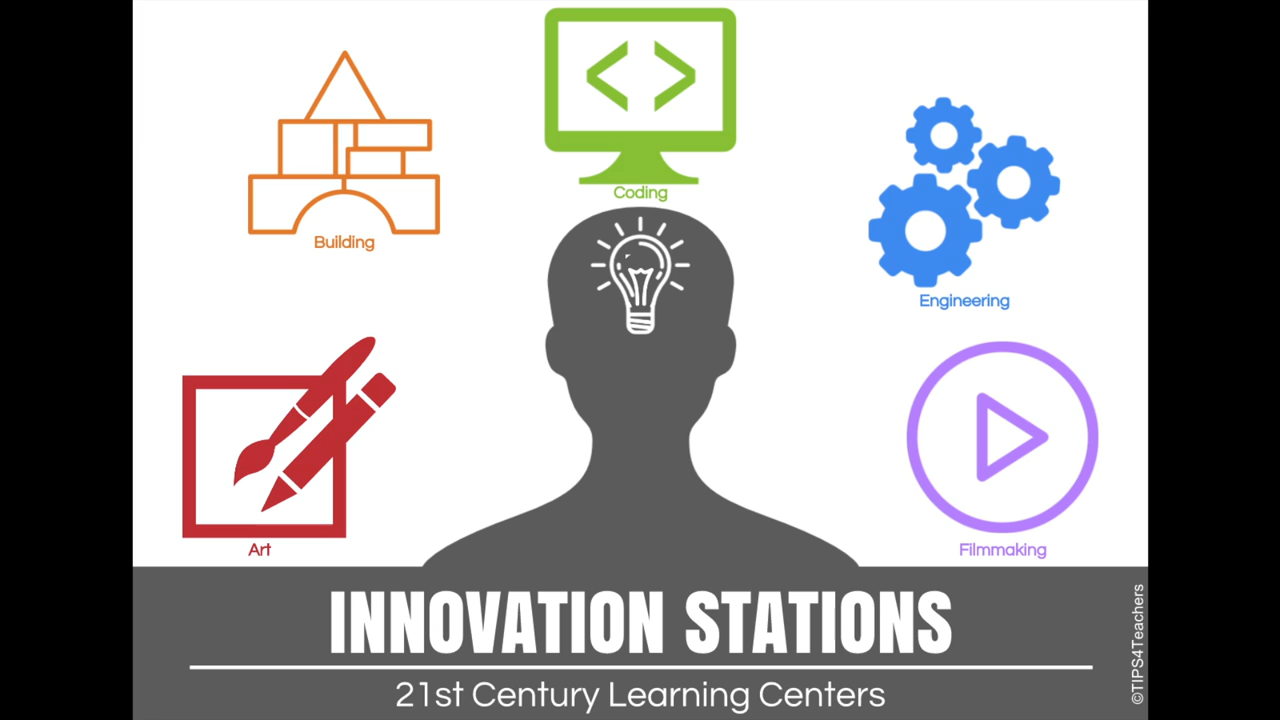 Coding
Building
Engineering
Art
Filmmaking
INNOVATION STATIONS
21st Century Learning Centers
©TIPS4Teachers